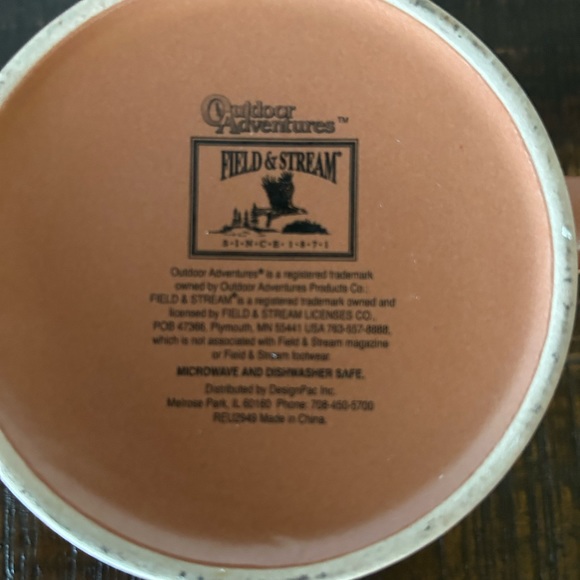 Outdoor
Adventures™
FIELD & STREAM™
S·I·N·C·E·1·8·7·1
Outdoor Adventures® is a registered trademark
owned by Outdoor Adventures Products Co.;
FIELD & STREAM® is a registered trademark owned and
licensed by FIELD & STREAM LICENSES CO.,
POB 47366, Plymouth, MN 55441 USA 763-557-8888,
which is not associated with Field & Stream magazine
or Field & Stream footwear.
MICROWAVE AND DISHWASHER SAFE.
Distributed by DesignPac Inc.
Melrose Park, IL 60160 Phone: 708-450-5700
REU2949 Made in China.